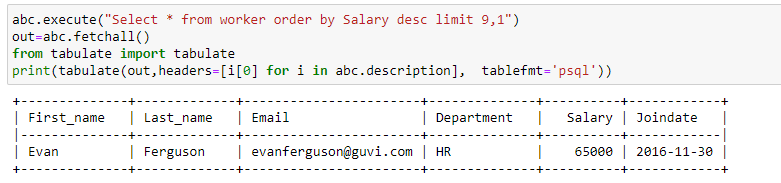 abc.execute("Select * from worker order by Salary desc limit 9,1")
out=abc.fetchall()
from tabulate import tabulate
print(tabulate(out,headers=[i[0] for i in abc.description],  tablefmt='psql'))
+--------------+-------------+-----------------------+--------------+----------+------------+
| First_name   | Last_name   | Email                 | Department   |   Salary | Joindate   |
|--------------+-------------+-----------------------+--------------+----------+------------|
| Evan         | Ferguson    | evanferguson@guvi.com | HR           |    65000 | 2016-11-30 |
+--------------+-------------+-----------------------+--------------+----------+------------+